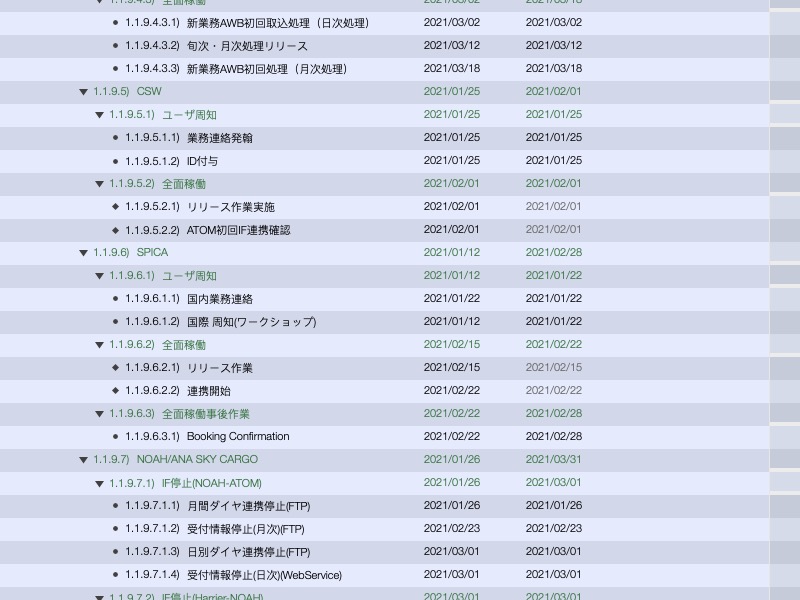 1.1.9.4.3) 全面稼働
1.1.9.4.3.1) 新業務AWB初回取込処理（日次処理） 2021/03/02 2021/03/02
1.1.9.4.3.2) 旬次・月次処理リリース 2021/03/12 2021/03/12
1.1.9.4.3.3) 新業務AWB初回処理（月次処理） 2021/03/18 2021/03/18
1.1.9.5) CSW 2021/01/25 2021/02/01
1.1.9.5.1) ユーザ周知 2021/01/25 2021/01/25
1.1.9.5.1.1) 業務連絡発翰 2021/01/25 2021/01/25
1.1.9.5.1.2) ID付与 2021/01/25 2021/01/25
1.1.9.5.2) 全面稼働 2021/02/01 2021/02/01
1.1.9.5.2.1) リリース作業実施 2021/02/01 2021/02/01
1.1.9.5.2.2) ATOM初回IF連携確認 2021/02/01 2021/02/01
1.1.9.6) SPICA 2021/01/12 2021/02/28
1.1.9.6.1) ユーザ周知 2021/01/12 2021/01/22
1.1.9.6.1.1) 国内業務連絡 2021/01/22 2021/01/22
1.1.9.6.1.2) 国際 周知(ワークショップ) 2021/01/12 2021/01/22
1.1.9.6.2) 全面稼働 2021/02/15 2021/02/22
1.1.9.6.2.1) リリース作業 2021/02/15 2021/02/15
1.1.9.6.2.2) 連携開始 2021/02/22 2021/02/22
1.1.9.6.3) 全面稼働事後作業 2021/02/22 2021/02/28
1.1.9.6.3.1) Booking Confirmation 2021/02/22 2021/02/28
1.1.9.7) NOAH/ANA SKY CARGO 2021/01/26 2021/03/31
1.1.9.7.1) IF停止(NOAH-ATOM) 2021/01/26 2021/03/01
1.1.9.7.1.1) 月間ダイヤ連携停止(FTP) 2021/01/26 2021/01/26
1.1.9.7.1.2) 受付情報停止(月次)(FTP) 2021/02/23 2021/02/23
1.1.9.7.1.3) 日別ダイヤ連携停止(FTP) 2021/03/01 2021/03/01
1.1.9.7.1.4) 受付情報停止(日次)(WebService) 2021/03/01 2021/03/01
1.1.9.7.2) IF停止(Harrier-NOAH) 2021/03/01 2021/03/01